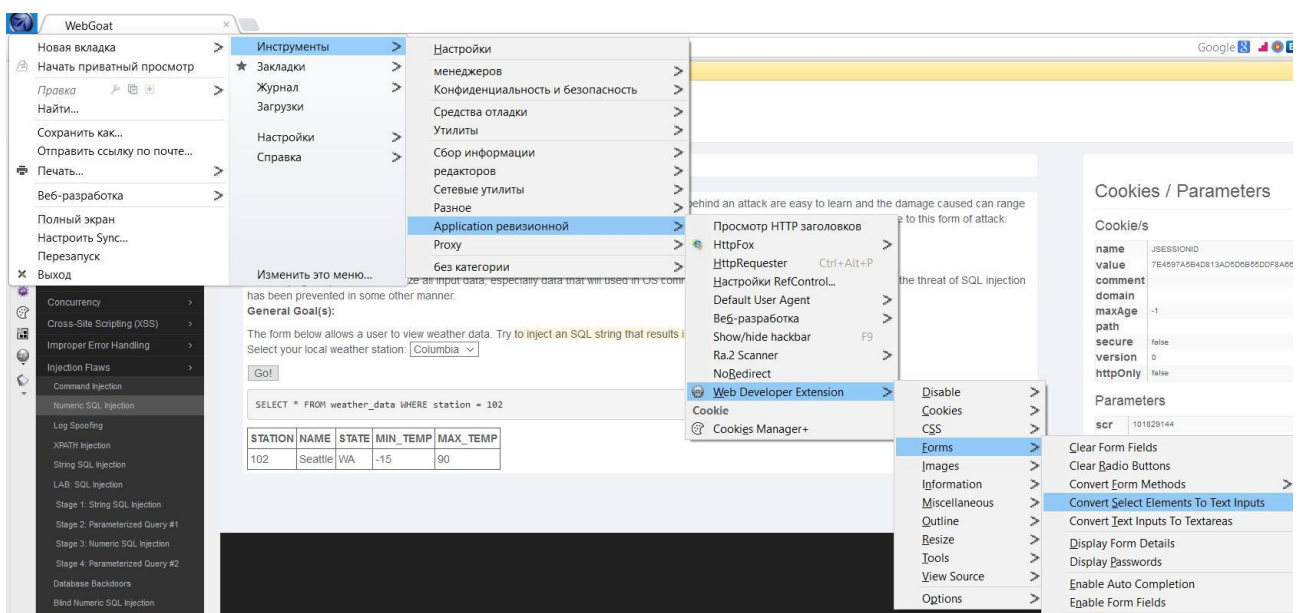 WebGoat
Новая вкладка
Начать приватный просмотр
Правка
Найти...
Сохранить как...
Отправить ссылку по почте...
Печать...
Веб-разработка
Полный экран
Настроить Sync...
Перезапуск
Выход
Инструменты
Закладки
Журнал
Загрузки
Настройки
Справка
Изменить это меню...
Настройки
менеджеров
Конфиденциальность и безопасность
Средства отладки
Утилиты
Сбор информации
редакторов
Сетевые утилиты
Разное
Application ревизионной
Proxy
без категории
Google
Просмотр HTTP заголовков
HttpFox
HttpRequester Ctrl+Alt+P
Настройки RefControl...
Default User Agent
Веб-разработка
Show/hide hackbar F9
Ra.2 Scanner
NoRedirect
Web Developer Extension
Cookie
Cookies Manager+
Disable
Cookies
CSS
Forms
Images
Information
Miscellaneous
Outline
Resize
Tools
View Source
Options
Clear Form Fields
Clear Radio Buttons
Convert Form Methods
Convert Select Elements To Text Inputs
Convert Text Inputs To Textareas
Display Form Details
Display Passwords
Enable Auto Completion
Enable Form Fields
Concurrency
Cross-Site Scripting (XSS)
Improper Error Handling
Injection Flaws
Command Injection
Numeric SQL Injection
Log Spoofing
XPATH Injection
String SQL Injection
LAB: SQL Injection
Stage 1: String SQL Injection
Stage 2: Parameterized Query #1
Stage 3: Numeric SQL Injection
Stage 4: Parameterized Query #2
Database Backdoors
Blind Numeric SQL Injection
behind an attack are easy to learn and the damage caused can range
e to this form of attack.
ze all input data, especially data that will used in OS comm the threat of SQL injection
has been prevented in some other manner.
General Goal(s):
The form below allows a user to view weather data. Try to inject an SQL string that results i
Select your local weather station: Columbia
Go!
SELECT * FROM weather_data WHERE station = 102
STATION NAME STATE MIN_TEMP MAX_TEMP
102 Seattle WA -15 90
Cookies / Parameters
Cookie/s
name JSESSIONID
value
comment
domain
maxAge -1
path
secure false
version 0
httpOnly false
Parameters
scr 101829144